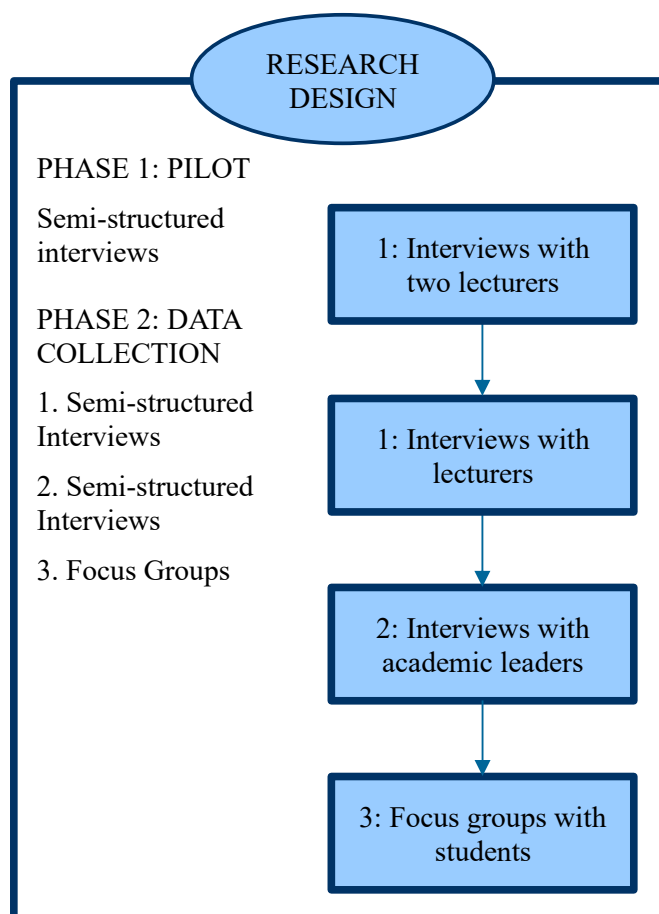 RESEARCH
DESIGN
PHASE 1: PILOT
Semi-structured
interviews
PHASE 2: DATA
COLLECTION
1. Semi-structured
Interviews
2. Semi-structured
Interviews
3. Focus Groups
1: Interviews with
two lecturers
1: Interviews with
lecturers
2: Interviews with
academic leaders
3: Focus groups with
students